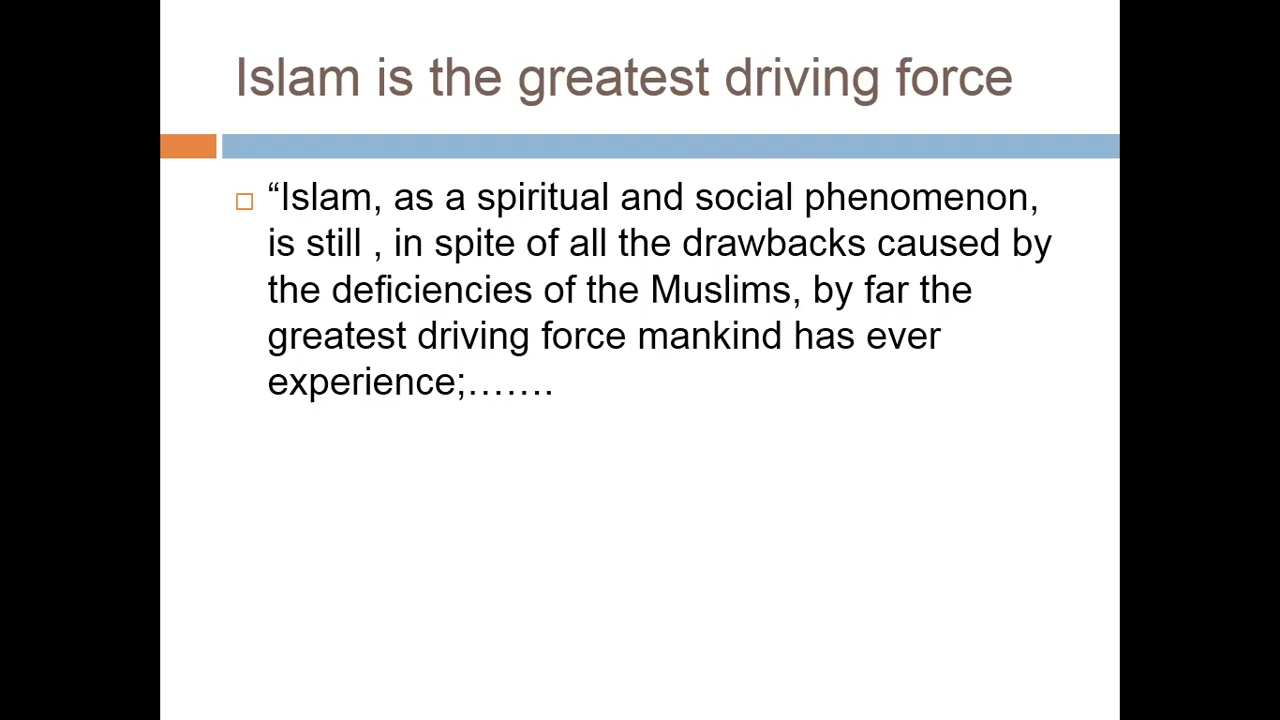 Islam is the greatest driving force
“Islam, as a spiritual and social phenomenon,
is still , in spite of all the drawbacks caused by
the deficiencies of the Muslims, by far the
greatest driving force mankind has ever
experience;…….